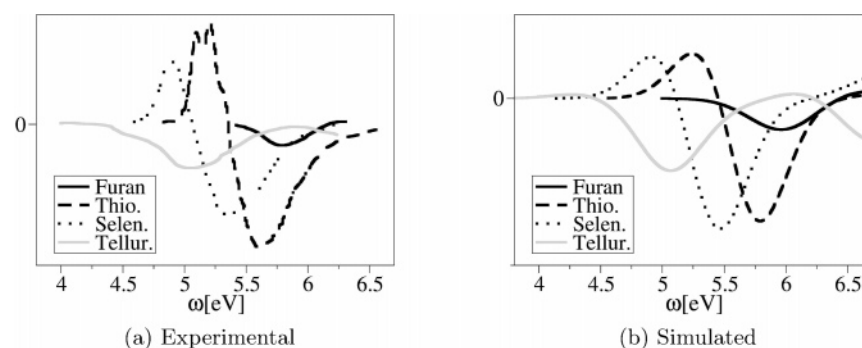 0
Furan
Thio.
Selen.
Tellur.
4 4.5 5 5.5 6 6.5
ω[eV]
(a) Experimental
0
Furan
Thio.
Selen.
Tellur.
4 4.5 5 5.5 6 6.5
ω[eV]
(b) Simulated